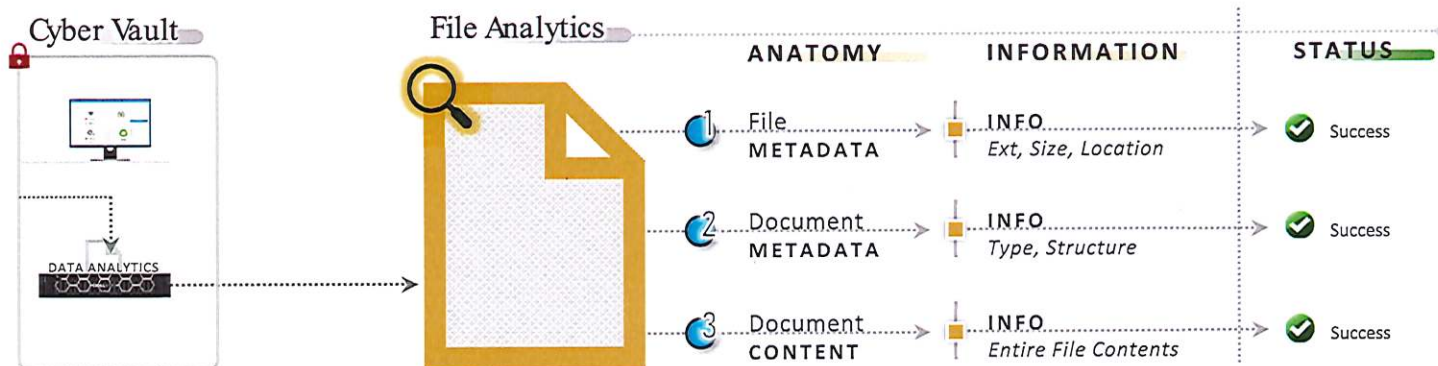 Cyber Vault
File Analytics
ANATOMY
INFORMATION
STATUS
1
File
METADATA
INFO
Ext, Size, Location
Success
2
Document
METADATA
INFO
Type, Structure
Success
DATA ANALYTICS
3
Document
CONTENT
INFO
Entire File Contents
Success